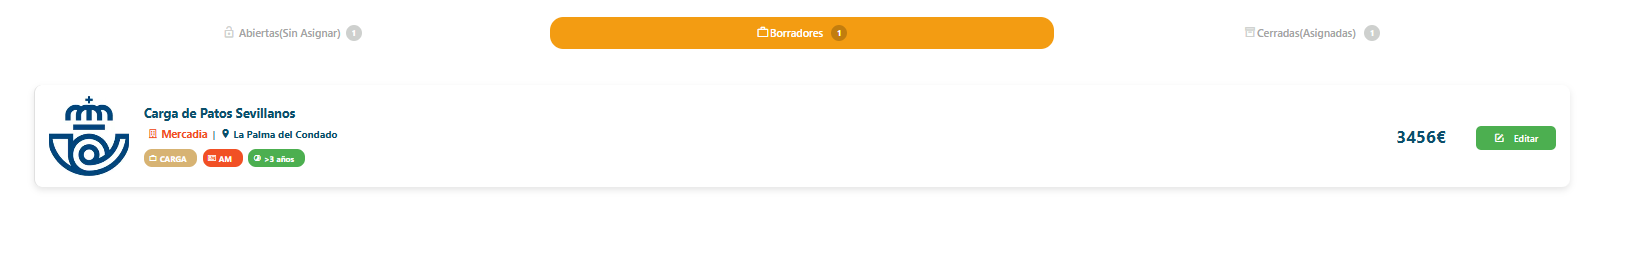 Abiertas(Sin Asignar) 1
Borradores 1
Cerradas(Asignadas) 1
Carga de Patos Sevillanos
Mercadia | La Palma del Condado
CARGA AM >3 años
3456€
Editar